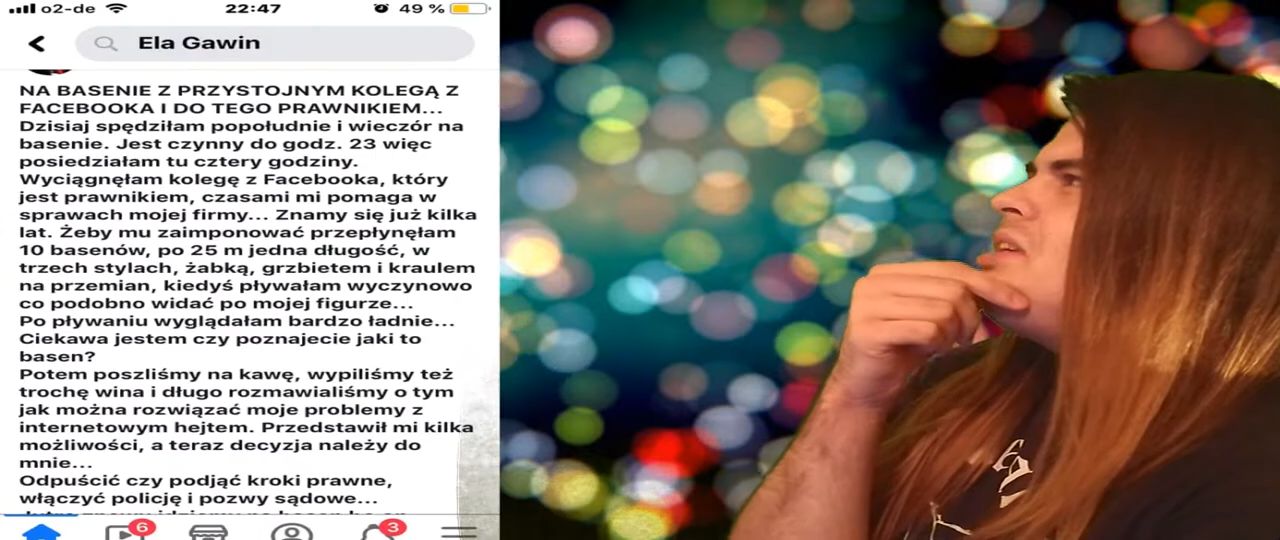 o2-de 22:47 49 %
Ela Gawin
NA BASENIE Z PRZYSTOJNYM KOLEGĄ Z
FACEBOOKA I DO TEGO PRAWNIKIEM...
Dzisiaj spędziłam popołudnie i wieczór na
basenie. Jest czynny do godz. 23 więc
posiedziałam tu cztery godziny.
Wyciągnęłam kolegę z Facebooka, który
jest prawnikiem, czasami mi pomaga w
sprawach mojej firmy... Znamy się już kilka
lat. Żeby mu zaimponować przepłynęłam
10 basenów, po 25 m jedna długość, w
trzech stylach, żabką, grzbietem i kraulem
na przemian, kiedyś pływałam wyczynowo
co podobno widać po mojej figurze...
Po pływaniu wyglądałam bardzo ładnie...
Ciekawa jestem czy poznajecie jaki to
basen?
Potem poszliśmy na kawę, wypiliśmy też
trochę wina i długo rozmawialiśmy o tym
jak można rozwiązać moje problemy z
internetowym hejtem. Przedstawił mi kilka
możliwości, a teraz decyzja należy do
mnie...
Odpuścić czy podjąć kroki prawne,
włączyć policję i pozwy sądowe...
6 3